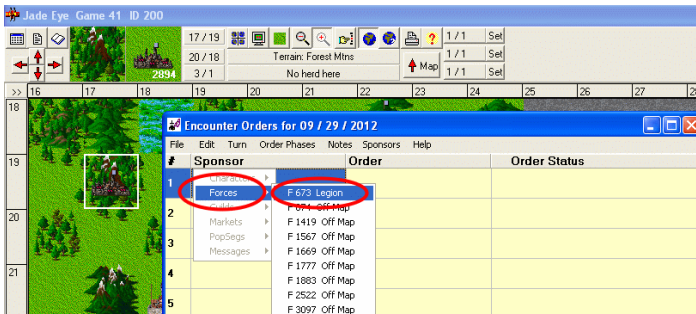 Jade Eye Game 41 ID 200
17 / 19
1 / 1 Set
20 / 18
Terrain: Forest Mtns
Map
1 / 1 Set
2894
3 / 1
No herd here
1 / 1 Set
>> 16 17 18 19 20 21 22 23 24 25 26 27
18
Encounter Orders for 09 / 29 / 2012
File Edit Turn Order Phases Notes Sponsors Help
# Sponsor Order Order Status
19
1
Characters
Forces
F 673 Legion
Guilds
F 674 Off Map
20
2
Markets
F 1419 Off Map
PopSegs
F 1567 Off Map
3
Messages
F 1669 Off Map
21
4
F 1777 Off Map
F 1883 Off Map
5
F 2522 Off Map
F 3097 Off Map